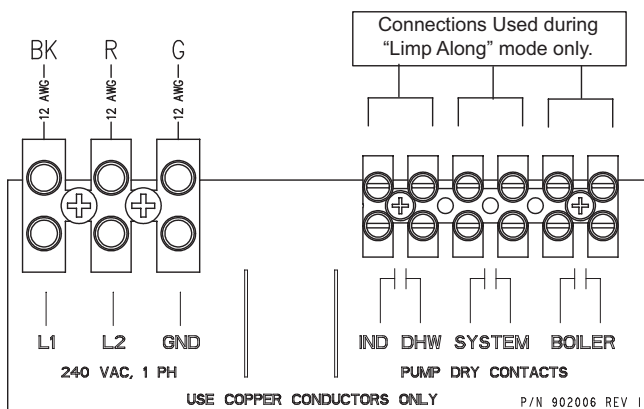 Connections Used during
“Limp Along” mode only.
BK R G
12 AWG 12 AWG 12 AWG
L1 L2 GND IND DHW SYSTEM BOILER
240 VAC, 1 PH PUMP DRY CONTACTS
USE COPPER CONDUCTORS ONLY
P/N 902006 REV